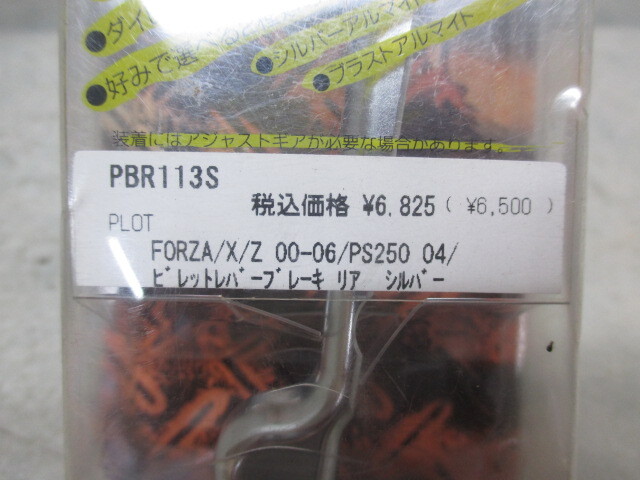 ●ダイ
●好みで選べると
●シルバーアルマイト
●ブラストアルマイト
装着にはアジャストギアが必要な場合があります。
PBR113S
税込価格 ¥6,825 ( ¥6,500 )
PLOT
FORZA/X/Z 00-06/PS250 04/
ﾋﾞﾚｯﾄﾚﾊﾞｰﾌﾞﾚｰｷ ﾘｱ ｼﾙﾊﾞｰ